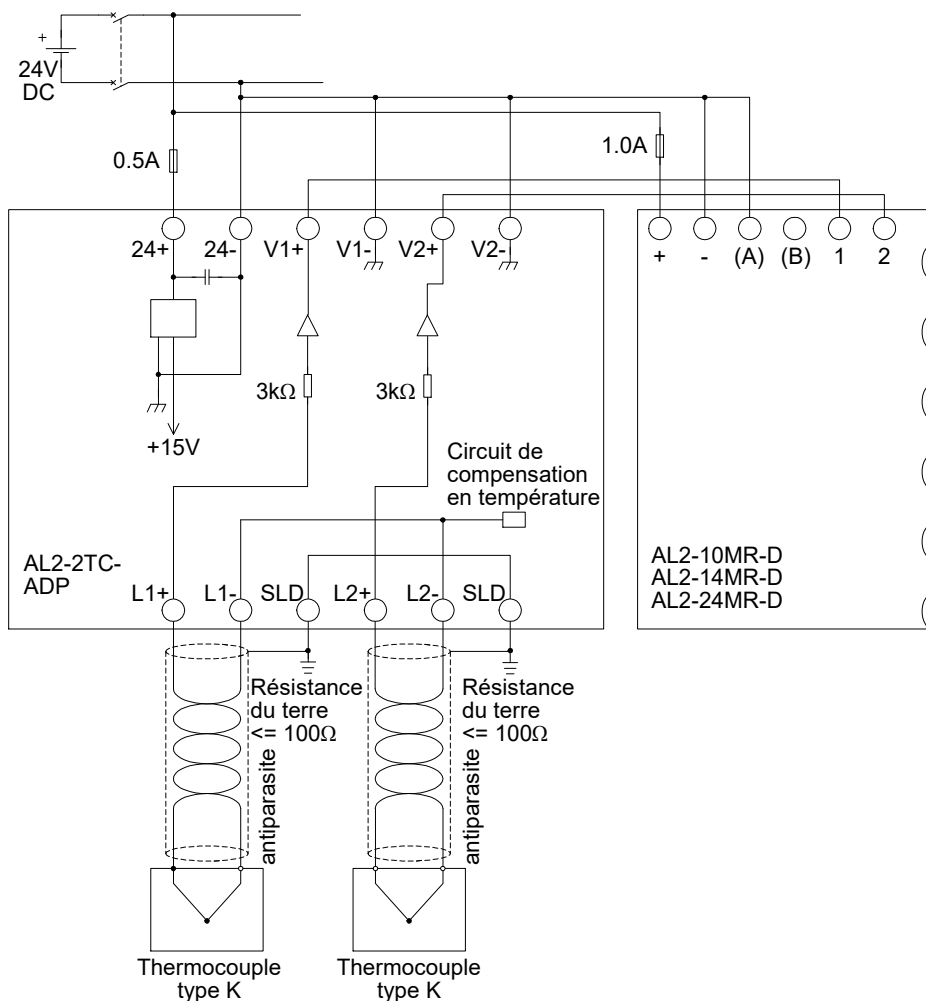 +
24V
DC
0.5A
1.0A
24+ 24- V1+ V1- V2+ V2-
+ - (A) (B) 1 2
3kΩ 3kΩ
+15V
Circuit de
compensation
en température
AL2-2TC-
ADP
AL2-10MR-D
AL2-14MR-D
AL2-24MR-D
L1+ L1- SLD L2+ L2- SLD
Résistance
du terre
<= 100Ω
antiparasite
Résistance
du terre
<= 100Ω
antiparasite
Thermocouple
type K
Thermocouple
type K